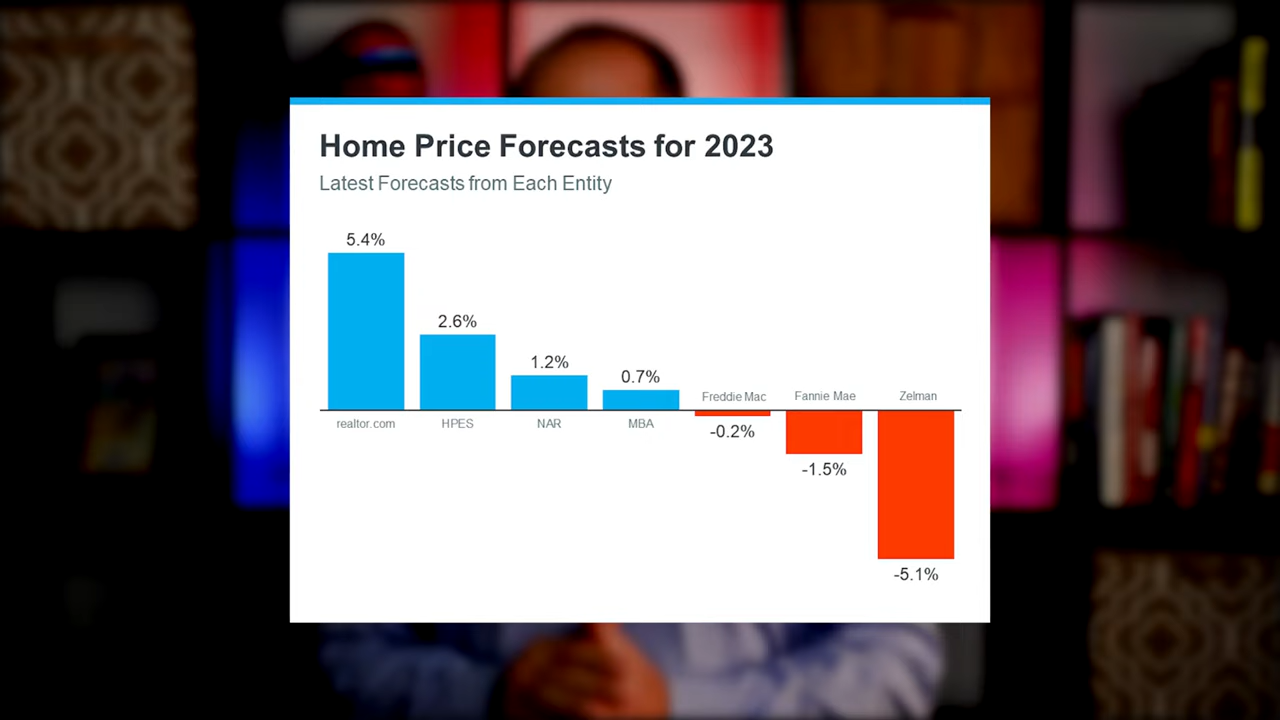 Home Price Forecasts for 2023
Latest Forecasts from Each Entity
5.4%
2.6%
1.2%
0.7%
Freddie Mac
Fannie Mae
Zelman
realtor.com
HPES
NAR
MBA
-0.2%
-1.5%
-5.1%